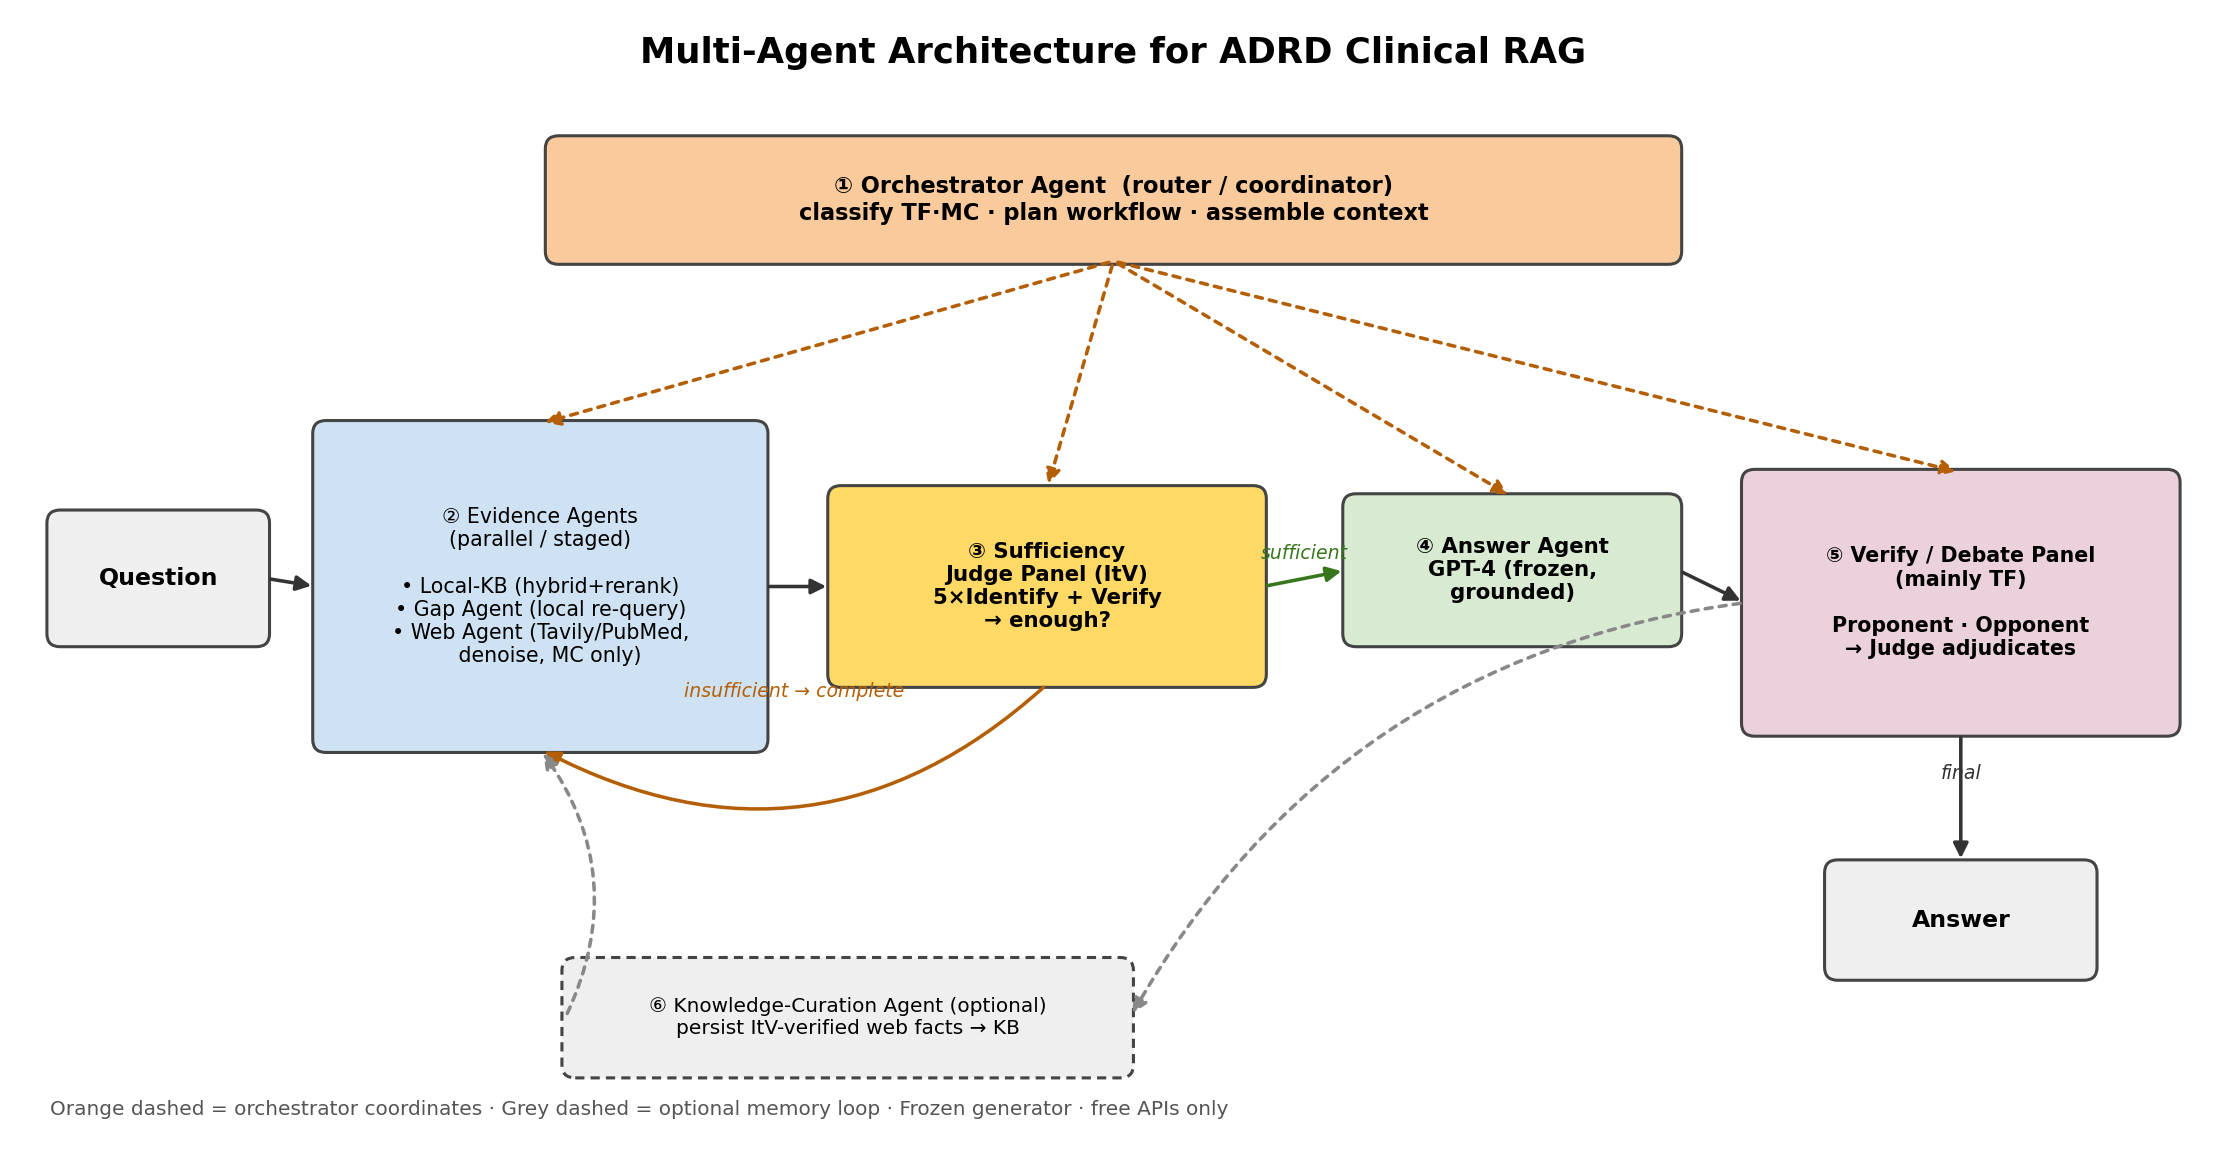 Multi-Agent Architecture for ADRD Clinical RAG
① Orchestrator Agent  (router / coordinator)
classify TF·MC · plan workflow · assemble context
Question
② Evidence Agents
(parallel / staged)
• Local-KB (hybrid+rerank)
• Gap Agent (local re-query)
• Web Agent (Tavily/PubMed,
denoise, MC only)
insufficient → complete
③ Sufficiency
Judge Panel (ItV)
5×Identify + Verify
→ enough?
sufficient
④ Answer Agent
GPT-4 (frozen,
grounded)
⑤ Verify / Debate Panel
(mainly TF)
Proponent · Opponent
→ Judge adjudicates
final
Answer
⑥ Knowledge-Curation Agent (optional)
persist ItV-verified web facts → KB
Orange dashed = orchestrator coordinates · Grey dashed = optional memory loop · Frozen generator · free APIs only